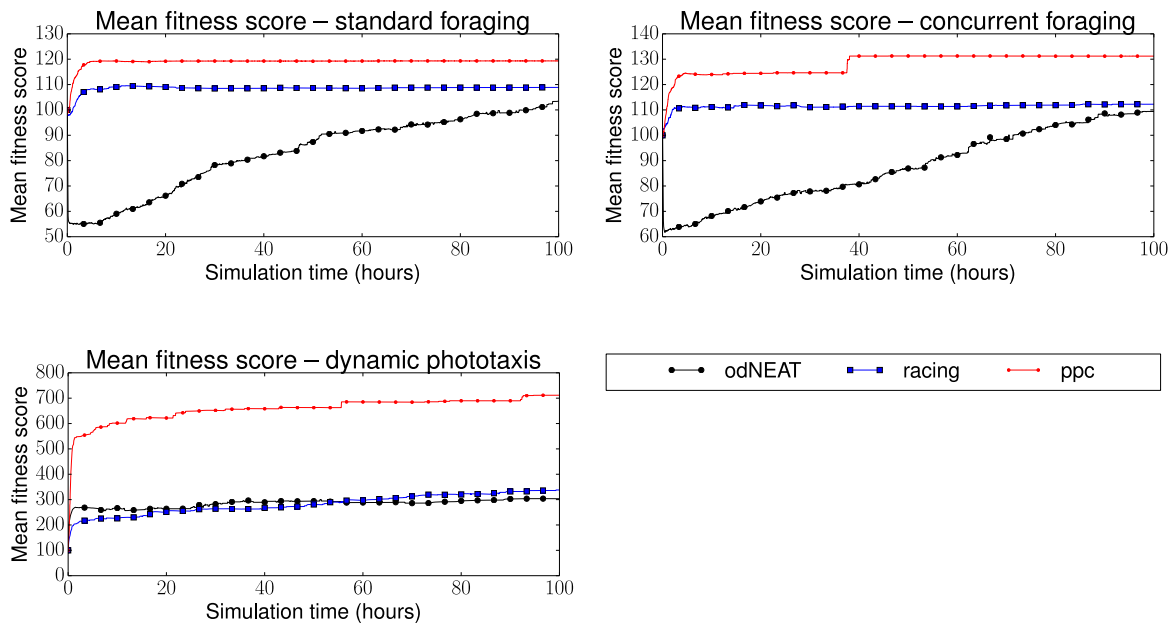 Mean fitness score – standard foraging
130
120
110
100
90
80
70
60
50
Mean fitness score
0 20 40 60 80 100
Simulation time (hours)
Mean fitness score – concurrent foraging
140
130
120
110
100
90
80
70
60
Mean fitness score
0 20 40 60 80 100
Simulation time (hours)
Mean fitness score – dynamic phototaxis
800
700
600
500
400
300
200
100
0
Mean fitness score
0 20 40 60 80 100
Simulation time (hours)
odNEAT racing ppc